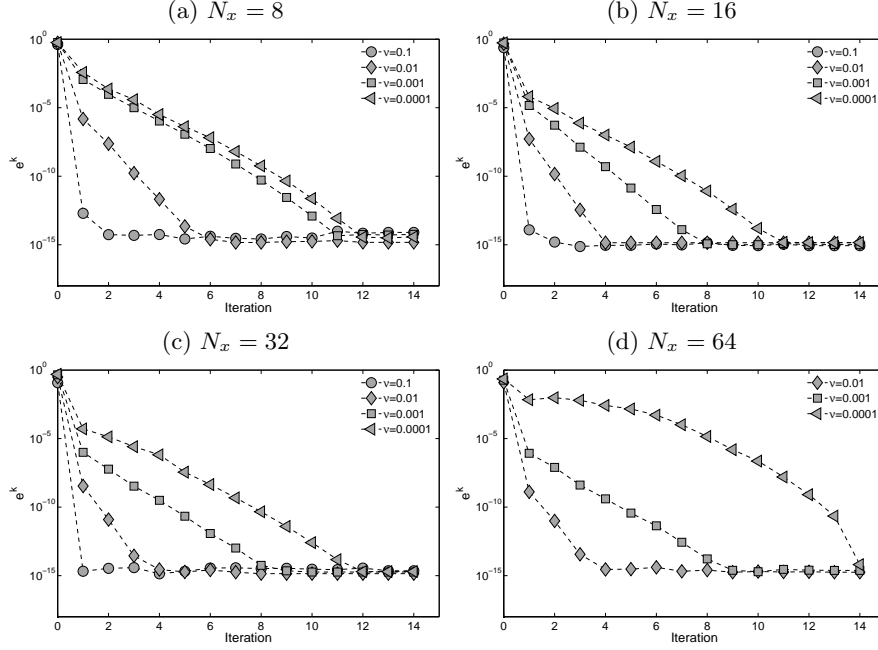 (a) N_x = 8
10^0
10^-5
10^-10
10^-15
e^k
0 2 4 6 8 10 12 14
Iteration
ν=0.1
ν=0.01
ν=0.001
ν=0.0001
(b) N_x = 16
10^0
10^-5
10^-10
10^-15
e^k
0 2 4 6 8 10 12 14
Iteration
ν=0.1
ν=0.01
ν=0.001
ν=0.0001
(c) N_x = 32
10^0
10^-5
10^-10
10^-15
e^k
0 2 4 6 8 10 12 14
Iteration
ν=0.1
ν=0.01
ν=0.001
ν=0.0001
(d) N_x = 64
10^0
10^-5
10^-10
10^-15
e^k
0 2 4 6 8 10 12 14
Iteration
ν=0.01
ν=0.001
ν=0.0001